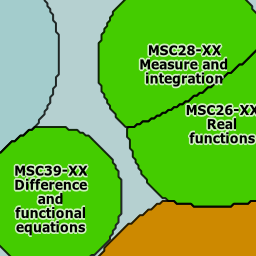 MSC28-XX
Measure and
integration
MSC26-XX
Real
functions
MSC39-XX
Difference
and
functional
equations